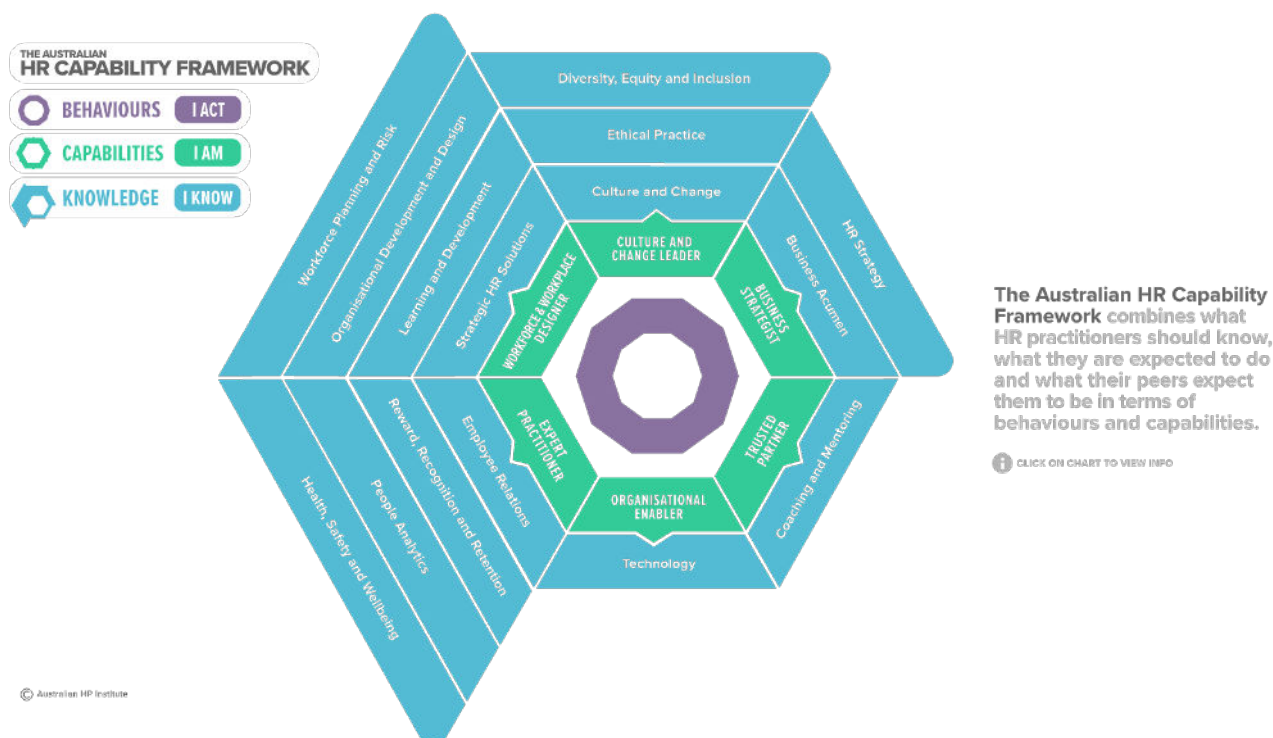 THE AUSTRALIAN
HR CAPABILITY FRAMEWORK
BEHAVIOURS I ACT
CAPABILITIES I AM
KNOWLEDGE I KNOW
Diversity, Equity and Inclusion
Ethical Practice
Culture and Change
CULTURE AND
CHANGE LEADER
Workforce Planning and Risk
Organisational Development and Design
Learning and Development
Strategic HR Solutions
WORKFORCE & WORKPLACE
DESIGNER
BUSINESS
STRATEGIST
Business Acumen
HR Strategy
EXPERT
PRACTITIONER
Employee Relations
Reward, Recognition and Retention
People Analytics
Health, Safety and Wellbeing
ORGANISATIONAL
ENABLER
Technology
TRUSTED
PARTNER
Coaching and Mentoring
The Australian HR Capability
Framework combines what
HR practitioners should know,
what they are expected to do
and what their peers expect
them to be in terms of
behaviours and capabilities.
i CLICK ON CHART TO VIEW INFO
© Australian HP Institute